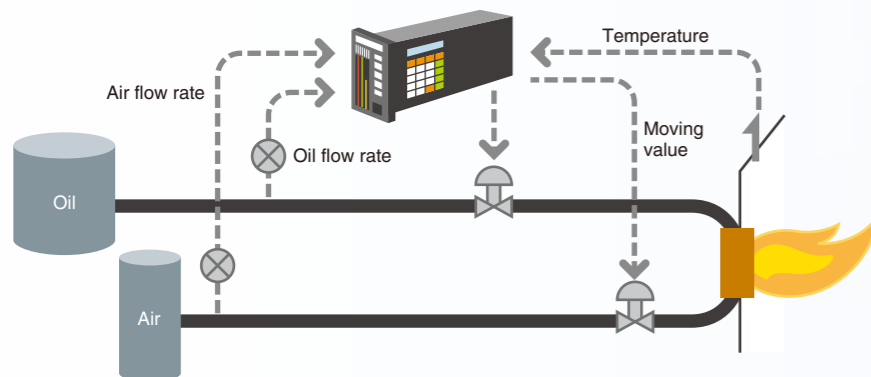 Temperature
Air flow rate
Moving
value
Oil flow rate
Oil
Air